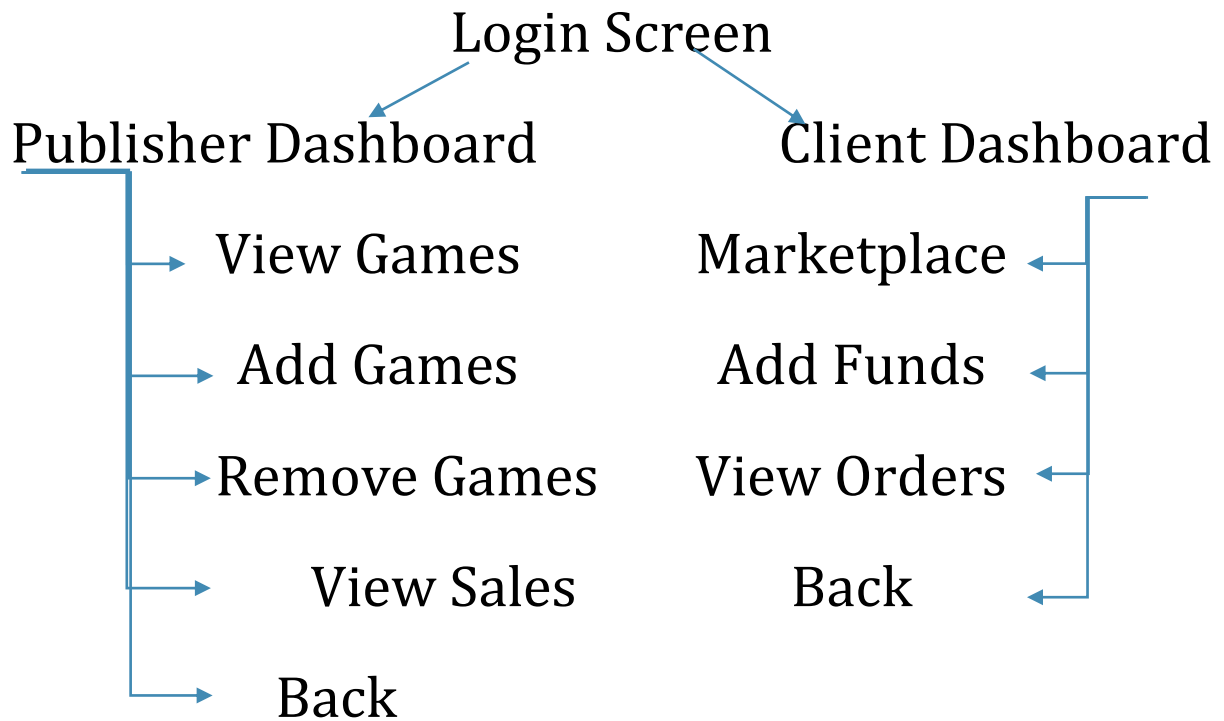 Login Screen
Publisher Dashboard Client Dashboard
View Games Marketplace
Add Games Add Funds
Remove Games View Orders
View Sales Back
Back